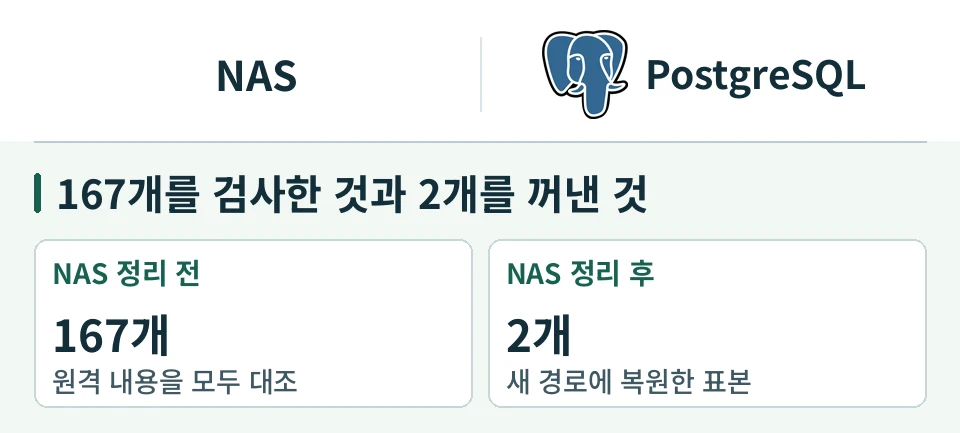 NAS
PostgreSQL
167개를 검사한 것과 2개를 꺼낸 것
NAS 정리 전
167개
원격 내용을 모두 대조
NAS 정리 후
2개
새 경로에 복원한 표본